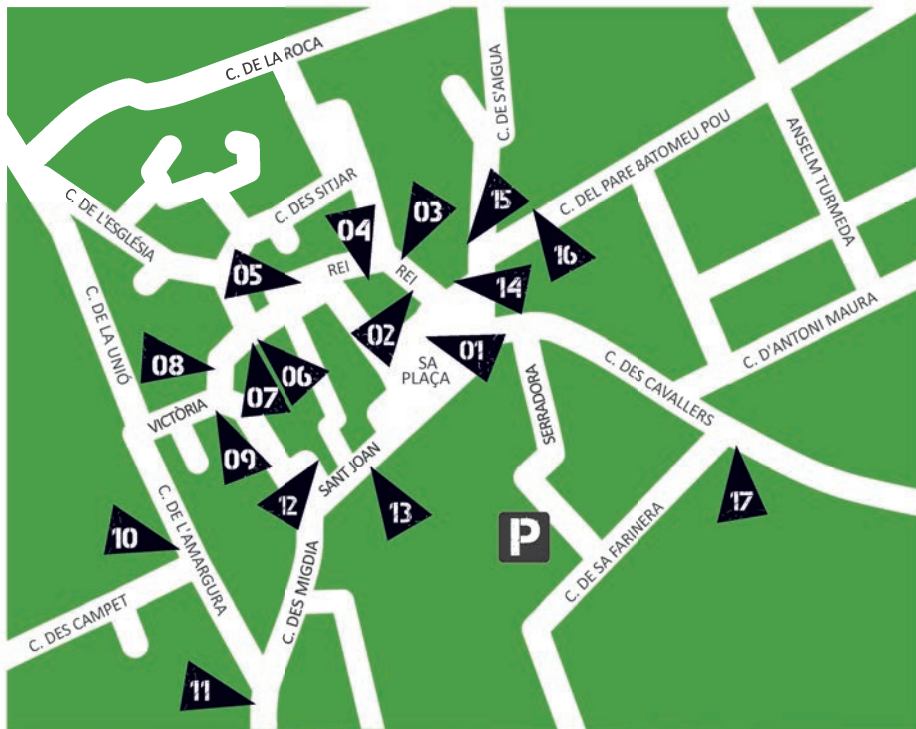 C. DE LA ROCA
C. DE S'AIGUA
C. DEL PARE BATOMEU POU
ANSELM TURMEDA
C. DES SITJAR
C. DE L'ESGLÉSIA
03
15
04
16
05
REI
REI
14
C. DE LA UNIÓ
02
01
C. D'ANTONI MAURA
SA
PLAÇA
08
06
07
C. DES CAVALLERS
SERRADORA
VICTÒRIA
09
SANT JOAN
12
13
17
10
C. DE L'AMARGURA
P
C. DE SA FARINERA
C. DES MIGDIA
C. DES CAMPET
11